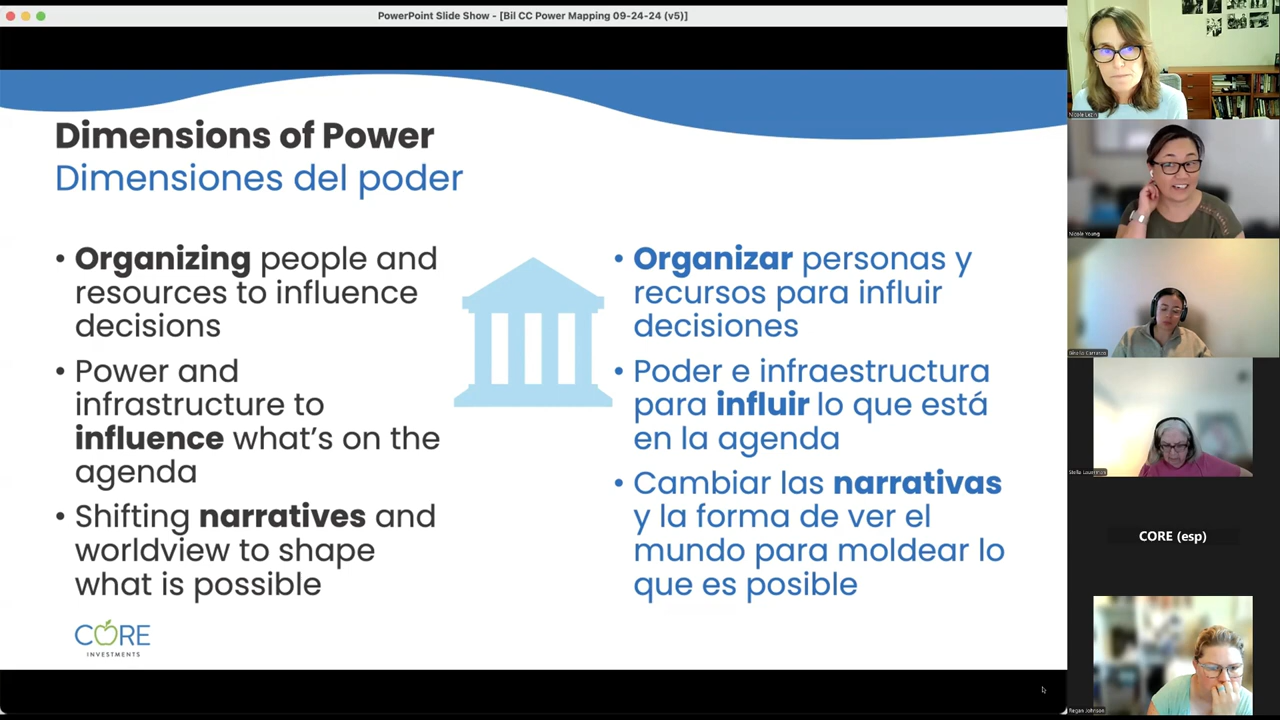 PowerPoint Slide Show - [Bil CC Power Mapping 09-24-24 (v5)]
Dimensions of Power
Dimensiones del poder
• Organizing people and
resources to influence
decisions
• Power and
infrastructure to
influence what's on the
agenda
• Shifting narratives and
worldview to shape
what is possible
• Organizar personas y
recursos para influir
decisiones
• Poder e infraestructura
para influir lo que está
en la agenda
• Cambiar las narrativas
y la forma de ver el
mundo para moldear lo
que es posible
CORE
INVESTMENTS
Nicole Young
CORE (esp)
Regan Johnson